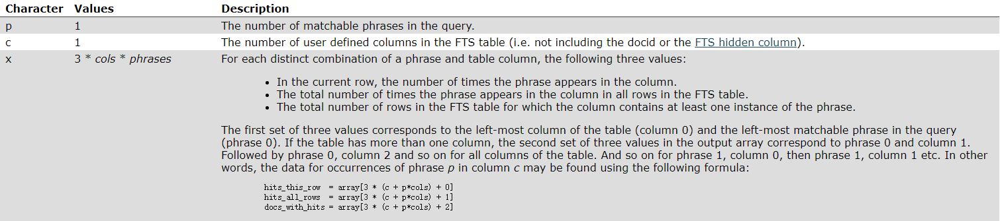 Character Values Description
p 1 The number of matchable phrases in the query.
c 1 The number of user defined columns in the FTS table (i.e. not including the docid or the FTS hidden column).
x 3 * cols * phrases For each distinct combination of a phrase and table column, the following three values:
• In the current row, the number of times the phrase appears in the column.
• The total number of times the phrase appears in the column in all rows in the FTS table.
• The total number of rows in the FTS table for which the column contains at least one instance of the phrase.
The first set of three values corresponds to the left-most column of the table (column 0) and the left-most matchable phrase in the query
(phrase 0). If the table has more than one column, the second set of three values in the output array correspond to phrase 0 and column 1.
Followed by phrase 0, column 2 and so on for all columns of the table. And so on for phrase 1, column 0, then phrase 1, column 1 etc. In other
words, the data for occurrences of phrase p in column c may be found using the following formula:
hits_this_row = array[3 * (c + p*cols) + 0]
hits_all_rows = array[3 * (c + p*cols) + 1]
docs_with_hits = array[3 * (c + p*cols) + 2]